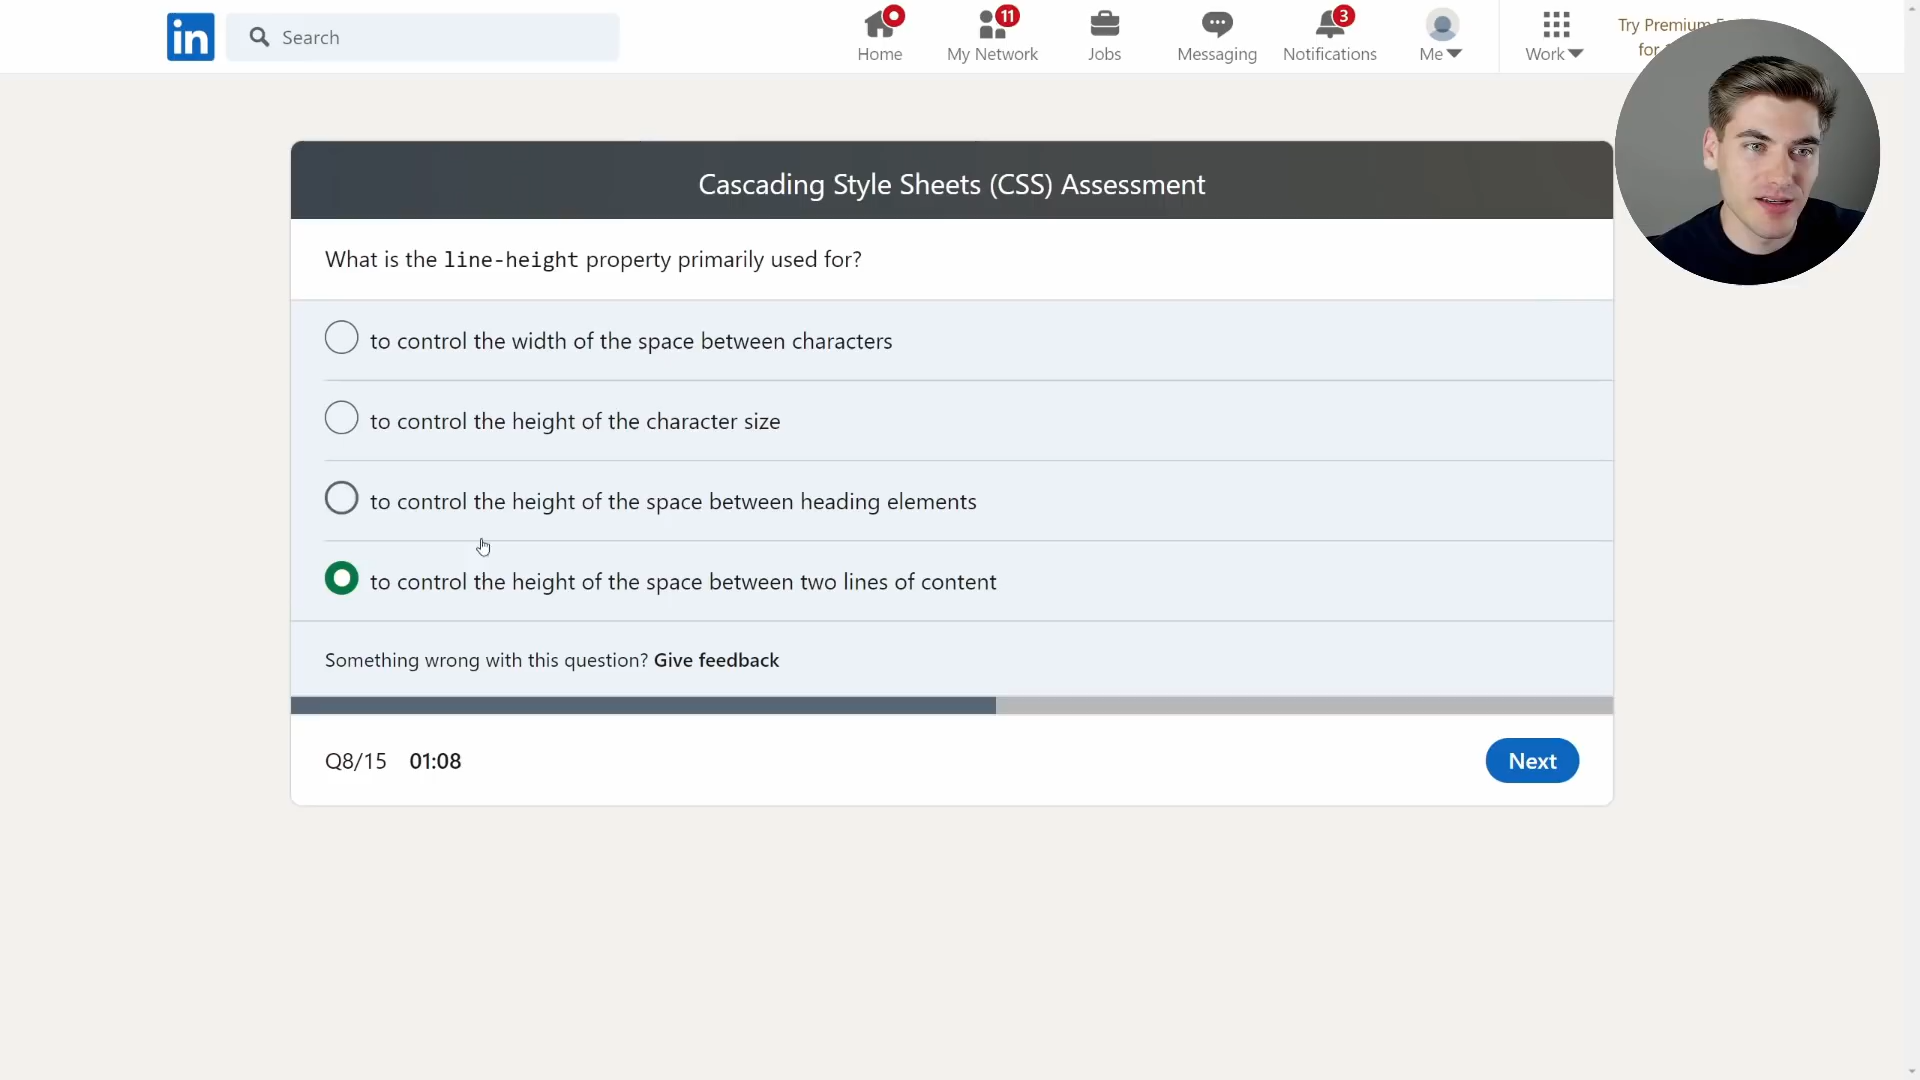 in
Search
Home
11
My Network
Jobs
Messaging
3
Notifications
Me
Work
Try Premium
for
Cascading Style Sheets (CSS) Assessment
What is the line-height property primarily used for?
to control the width of the space between characters
to control the height of the character size
to control the height of the space between heading elements
to control the height of the space between two lines of content
Something wrong with this question? Give feedback
Q8/15 01:08
Next